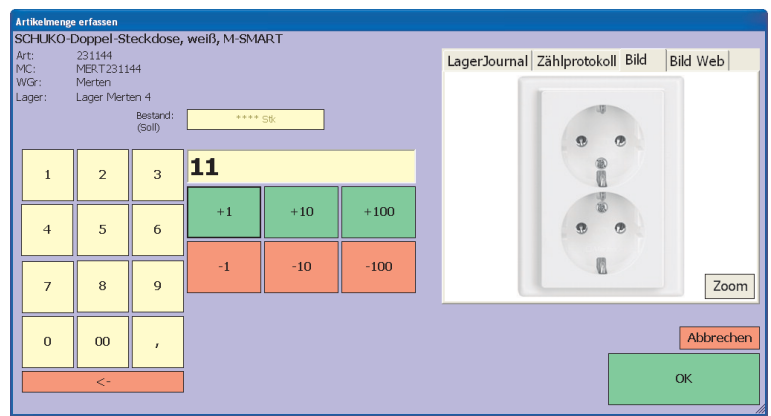 Artikelmenge erfassen
SCHUKO-Doppel-Steckdose, weiß, M-SMART
Art: 231144
MC: MERT231144
WGr: Merten
Lager: Lager Merten 4
Bestand: **** Stk
(Soll)
LagerJournal Zählprotokoll Bild Bild Web
11
1 2 3
+1 +10 +100
4 5 6
-1 -10 -100
7 8 9
Zoom
0 00 ,
Abbrechen
<-
OK